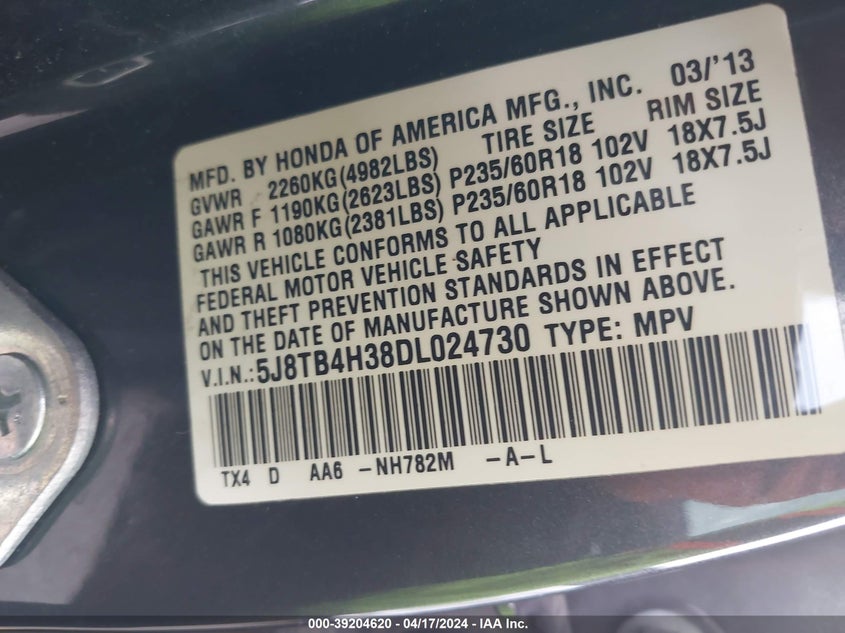 MFD. BY HONDA OF AMERICA MFG., INC. 03/'13
GVWR 2260KG(4982LBS) TIRE SIZE RIM SIZE
GAWR F 1190KG(2623LBS) P235/60R18 102V 18X7.5J
GAWR R 1080KG(2381LBS) P235/60R18 102V 18X7.5J
THIS VEHICLE CONFORMS TO ALL APPLICABLE
FEDERAL MOTOR VEHICLE SAFETY
AND THEFT PREVENTION STANDARDS IN EFFECT
ON THE DATE OF MANUFACTURE SHOWN ABOVE.
V.I.N.:5J8TB4H38DL024730 TYPE: MPV
TX4 D AA6 -NH782M -A-L
000-39204620 - 04/17/2024 - IAA Inc.